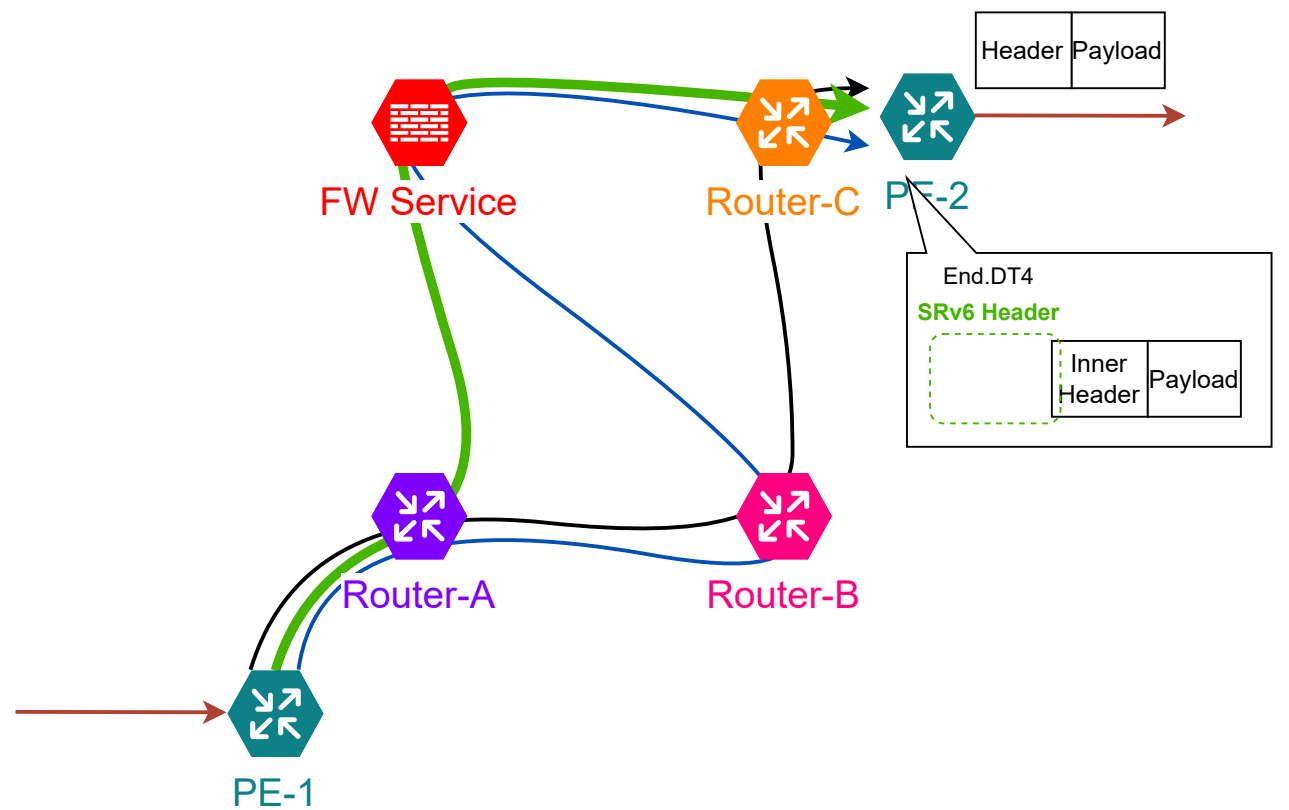 Header Payload
FW Service
Router-C
PE-2
End.DT4
SRv6 Header
Inner
Header
Payload
Router-A
Router-B
PE-1